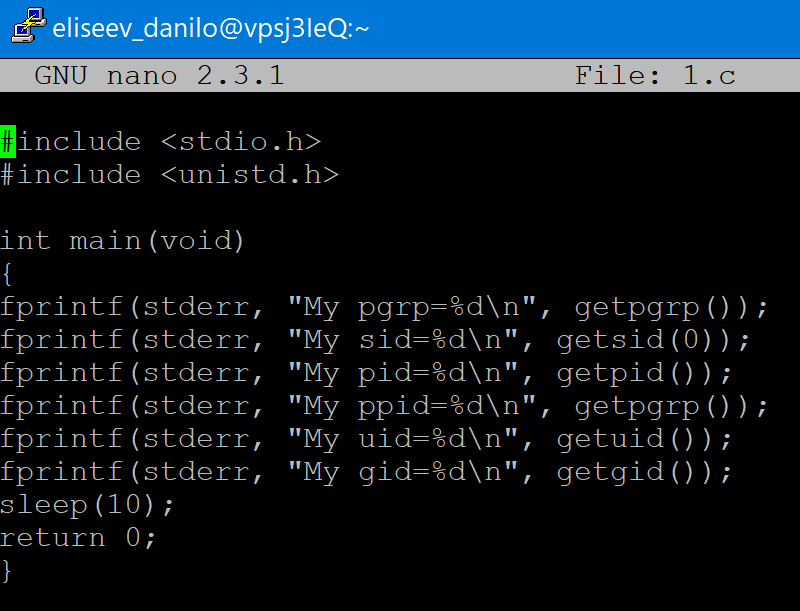 eliseev_danilo@vpsj3IeQ:~
GNU nano 2.3.1 File: 1.c
#include <stdio.h>
#include <unistd.h>
int main(void)
{
fprintf(stderr, "My pgrp=%d\n", getpgrp());
fprintf(stderr, "My sid=%d\n", getsid(0));
fprintf(stderr, "My pid=%d\n", getpid());
fprintf(stderr, "My ppid=%d\n", getpgrp());
fprintf(stderr, "My uid=%d\n", getuid());
fprintf(stderr, "My gid=%d\n", getgid());
sleep(10);
return 0;
}